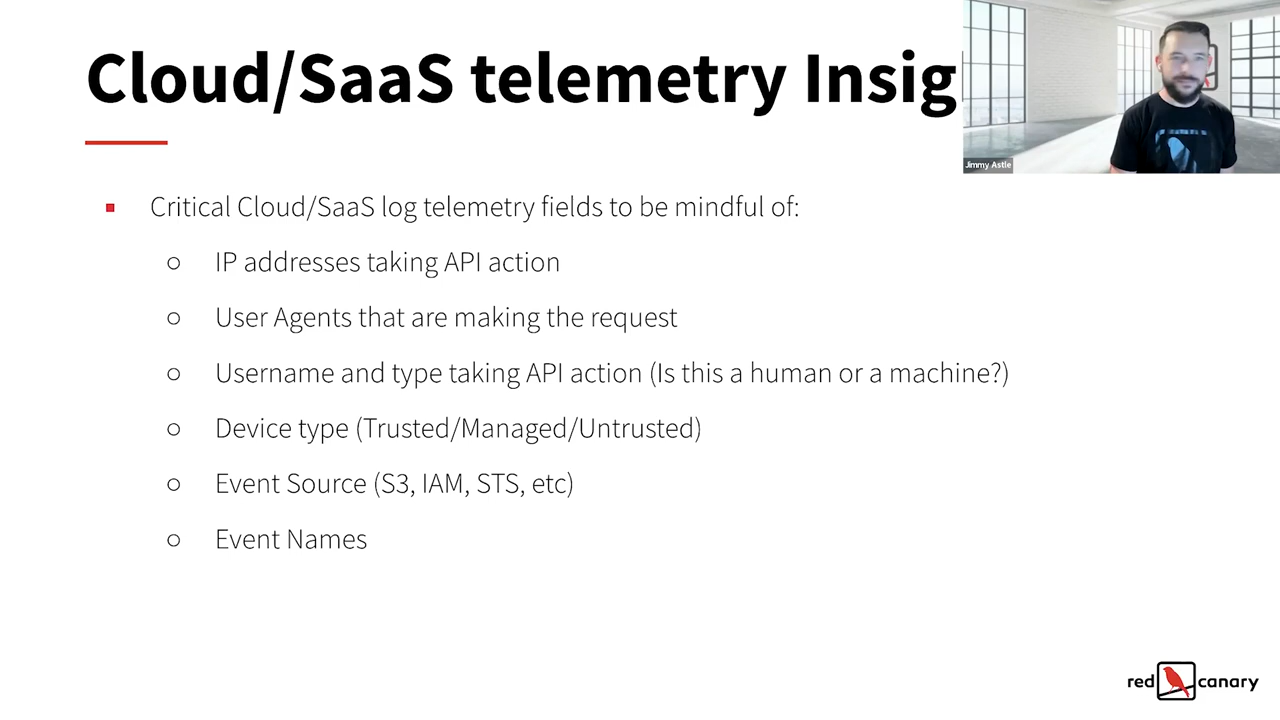 Cloud/SaaS telemetry Insig
Jimmy Astle
Critical Cloud/SaaS log telemetry fields to be mindful of:
IP addresses taking API action
User Agents that are making the request
Username and type taking API action (Is this a human or a machine?)
Device type (Trusted/Managed/Untrusted)
Event Source (S3, IAM, STS, etc)
Event Names
red canary